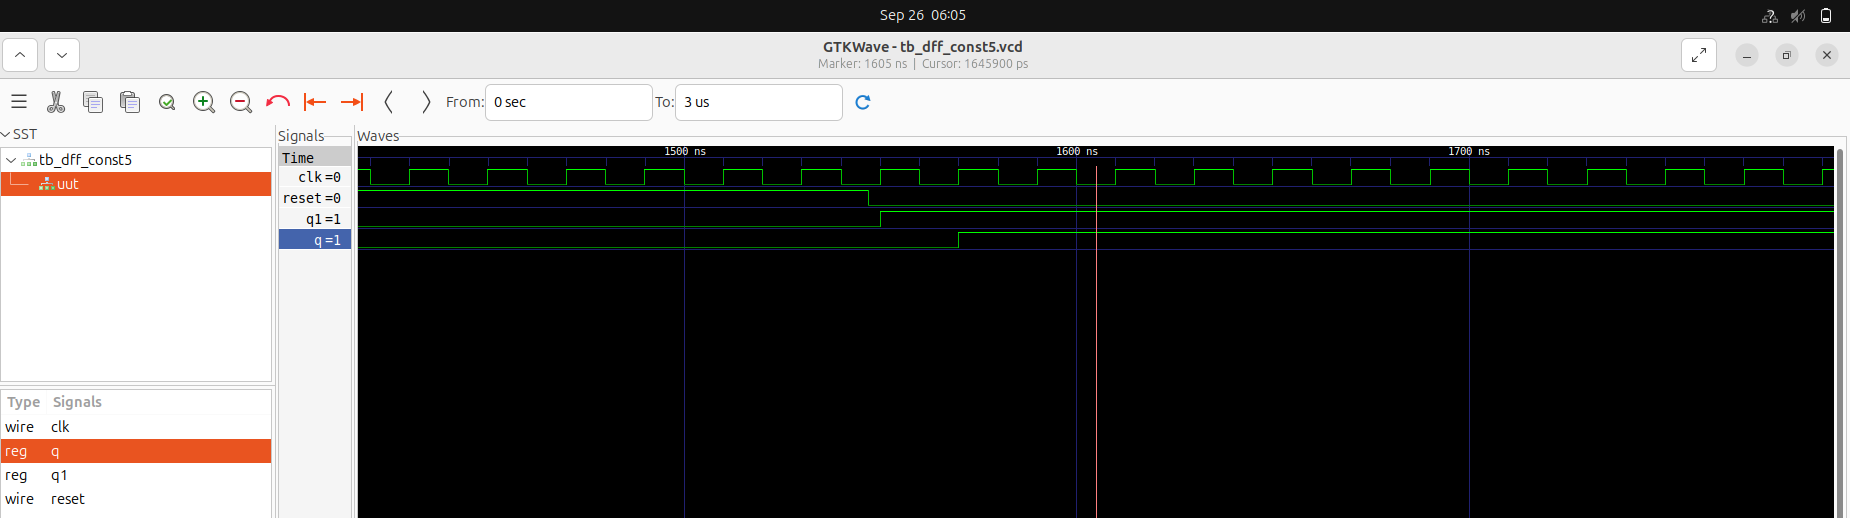 Sep 26 06:05
GTKWave - tb_dff_const5.vcd
Marker: 1605 ns | Cursor: 1645900 ps
From: 0 sec To: 3 us
SST
tb_dff_const5
uut
Type Signals
wire clk
reg q
reg q1
wire reset
Signals
Time
clk=0
reset=0
q1=1
q=1
Waves
1500 ns 1600 ns 1700 ns